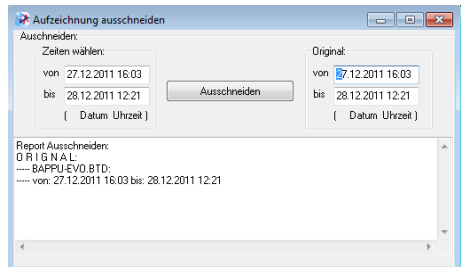 Aufzeichnung ausschneiden
Auschneiden:
Zeiten wählen:
von 27.12.2011 16:03
bis 28.12.2011 12:21
( Datum Uhrzeit )
Ausschneiden
Original:
von 27.12.2011 16:03
bis 28.12.2011 12:21
( Datum Uhrzeit )
Report Ausschneiden:
O R I G N A L:
----- BAPPU-EVO.BTD:
----- von: 27.12.2011 16:03 bis: 28.12.2011 12:21